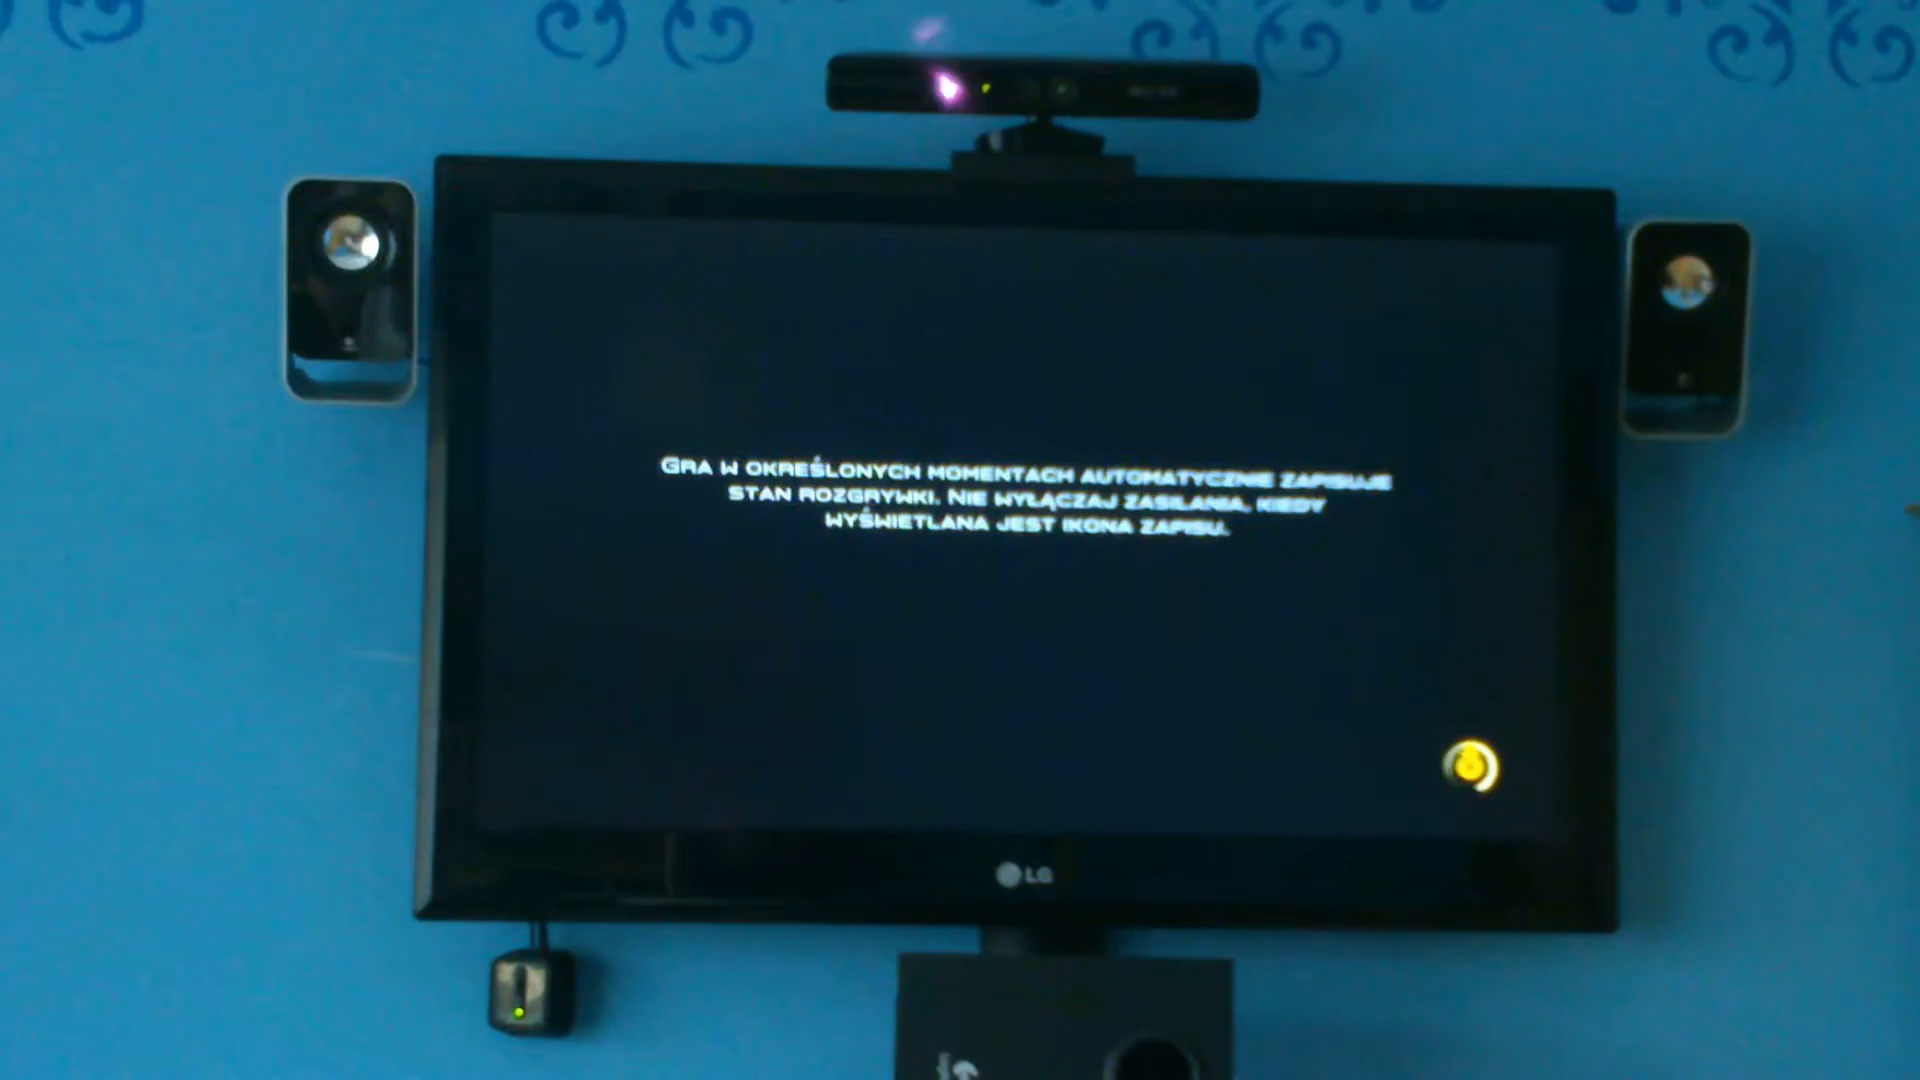 Gra w określonych momentach automatycznie zapisuje
stan rozgrywki. Nie wyłączaj zasilania, kiedy
wyświetlana jest ikona zapisu.
LG